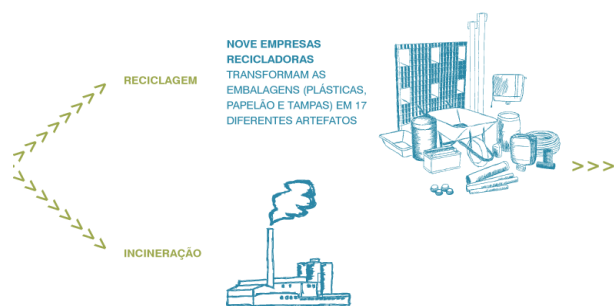 NOVE EMPRESAS
RECICLADORAS
TRANSFORMAM AS
EMBALAGENS (PLÁSTICAS,
PAPELÃO E TAMPAS) EM 17
DIFERENTES ARTEFATOS
RECICLAGEM
INCINERAÇÃO